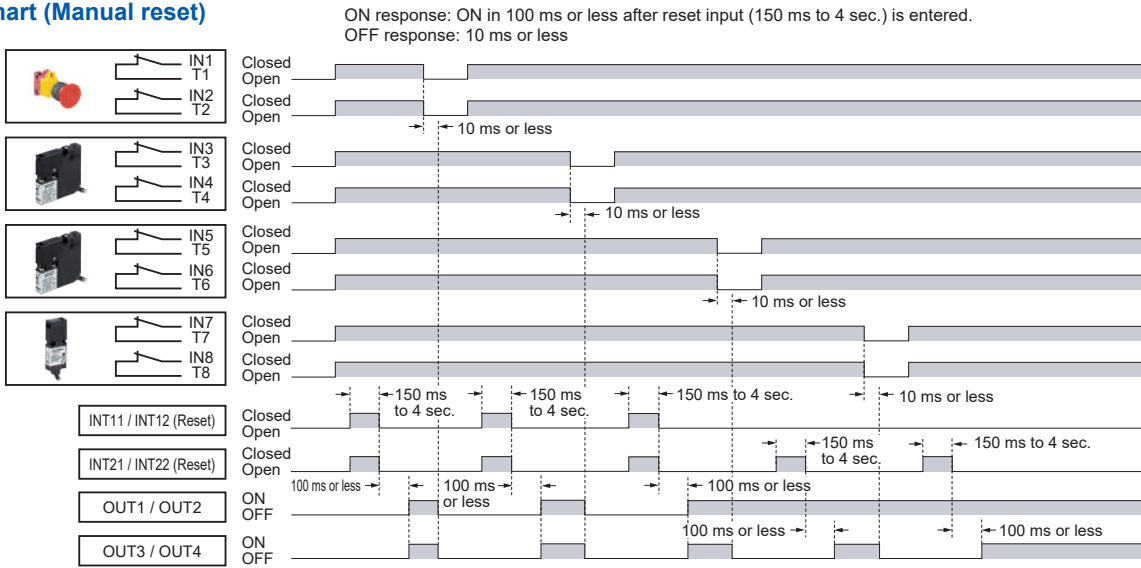 hart (Manual reset)
ON response: ON in 100 ms or less after reset input (150 ms to 4 sec.) is entered.
OFF response: 10 ms or less
IN1
T1
Closed
Open
IN2
T2
Closed
Open
10 ms or less
IN3
T3
Closed
Open
IN4
T4
Closed
Open
10 ms or less
IN5
T5
Closed
Open
IN6
T6
Closed
Open
10 ms or less
IN7
T7
Closed
Open
IN8
T8
Closed
Open
10 ms or less
INT11 / INT12 (Reset)
Closed
Open
150 ms
to 4 sec.
150 ms
to 4 sec.
150 ms to 4 sec.
INT21 / INT22 (Reset)
Closed
Open
150 ms
to 4 sec.
150 ms to 4 sec.
OUT1 / OUT2
ON
OFF
100 ms or less
100 ms
or less
100 ms or less
OUT3 / OUT4
ON
OFF
100 ms or less
100 ms or less